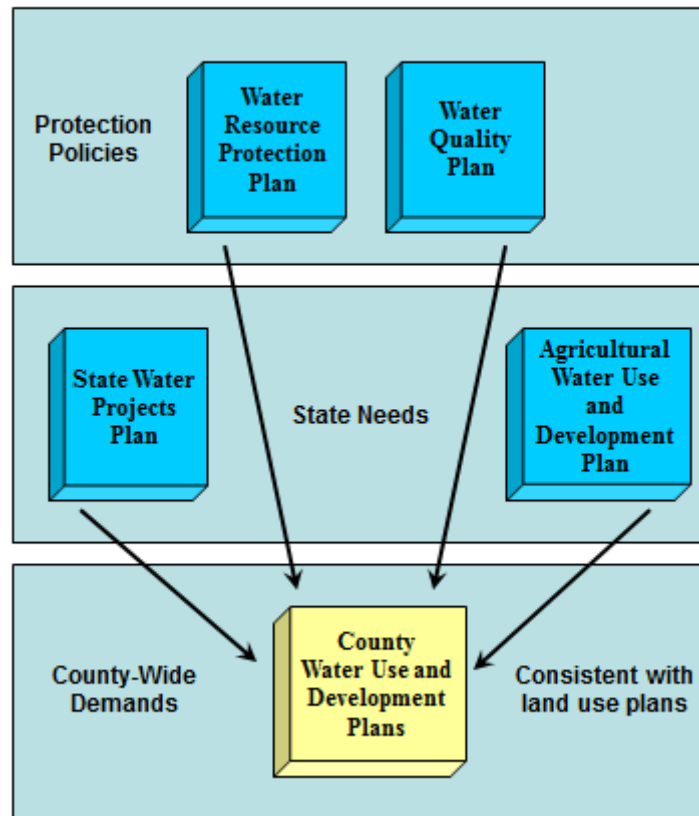 Protection
Policies
Water
Resource
Protection
Plan
Water
Quality
Plan
State Water
Projects
Plan
State Needs
Agricultural
Water Use
and
Development
Plan
County-Wide
Demands
County
Water Use and
Development
Plans
Consistent with
land use plans